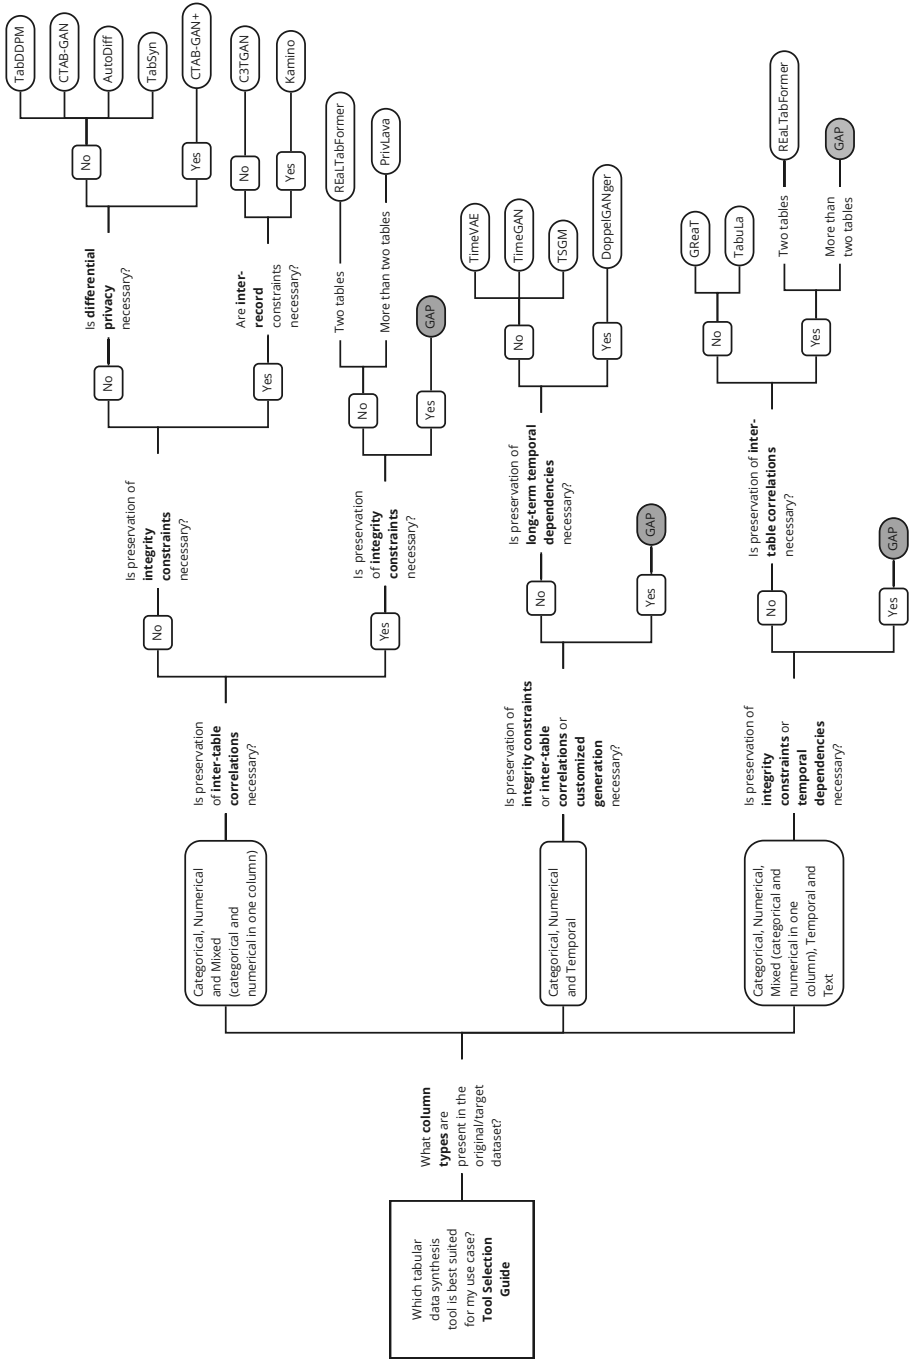 Which tabular
data synthesis
tool is best suited
for my use case?
Tool Selection
Guide
What column
types are
present in the
original/target
dataset?
Categorical, Numerical
and Mixed
(categorical and
numerical in one column)
Is preservation
of inter-table
correlations
necessary?
No
Is preservation of
integrity
constraints
necessary?
No
Is differential
privacy
necessary?
No
TabDDPM
CTAB-GAN
AutoDiff
TabSyn
Yes
CTAB-GAN+
Yes
Are inter-
record
constraints
necessary?
No
C3TGAN
Yes
Kamino
Yes
Is preservation
of integrity
constraints
necessary?
No
Two tables
REaLTabFormer
More than two tables
PrivLava
Yes
GAP
Categorical, Numerical
and Temporal
Is preservation of
integrity constraints
or inter-table
correlations or
customized
generation
necessary?
No
Is preservation of
long-term temporal
dependencies
necessary?
No
TimeVAE
TimeGAN
TSGM
Yes
DoppelGANger
Yes
GAP
Categorical, Numerical,
Mixed (categorical and
numerical in one
column), Temporal and
Text
Is preservation of
integrity
constraints or
temporal
dependencies
necessary?
No
Is preservation of inter-
table correlations
necessary?
No
GReaT
TabuLa
Yes
Two tables
REaLTabFormer
More than
two tables
GAP
Yes
GAP